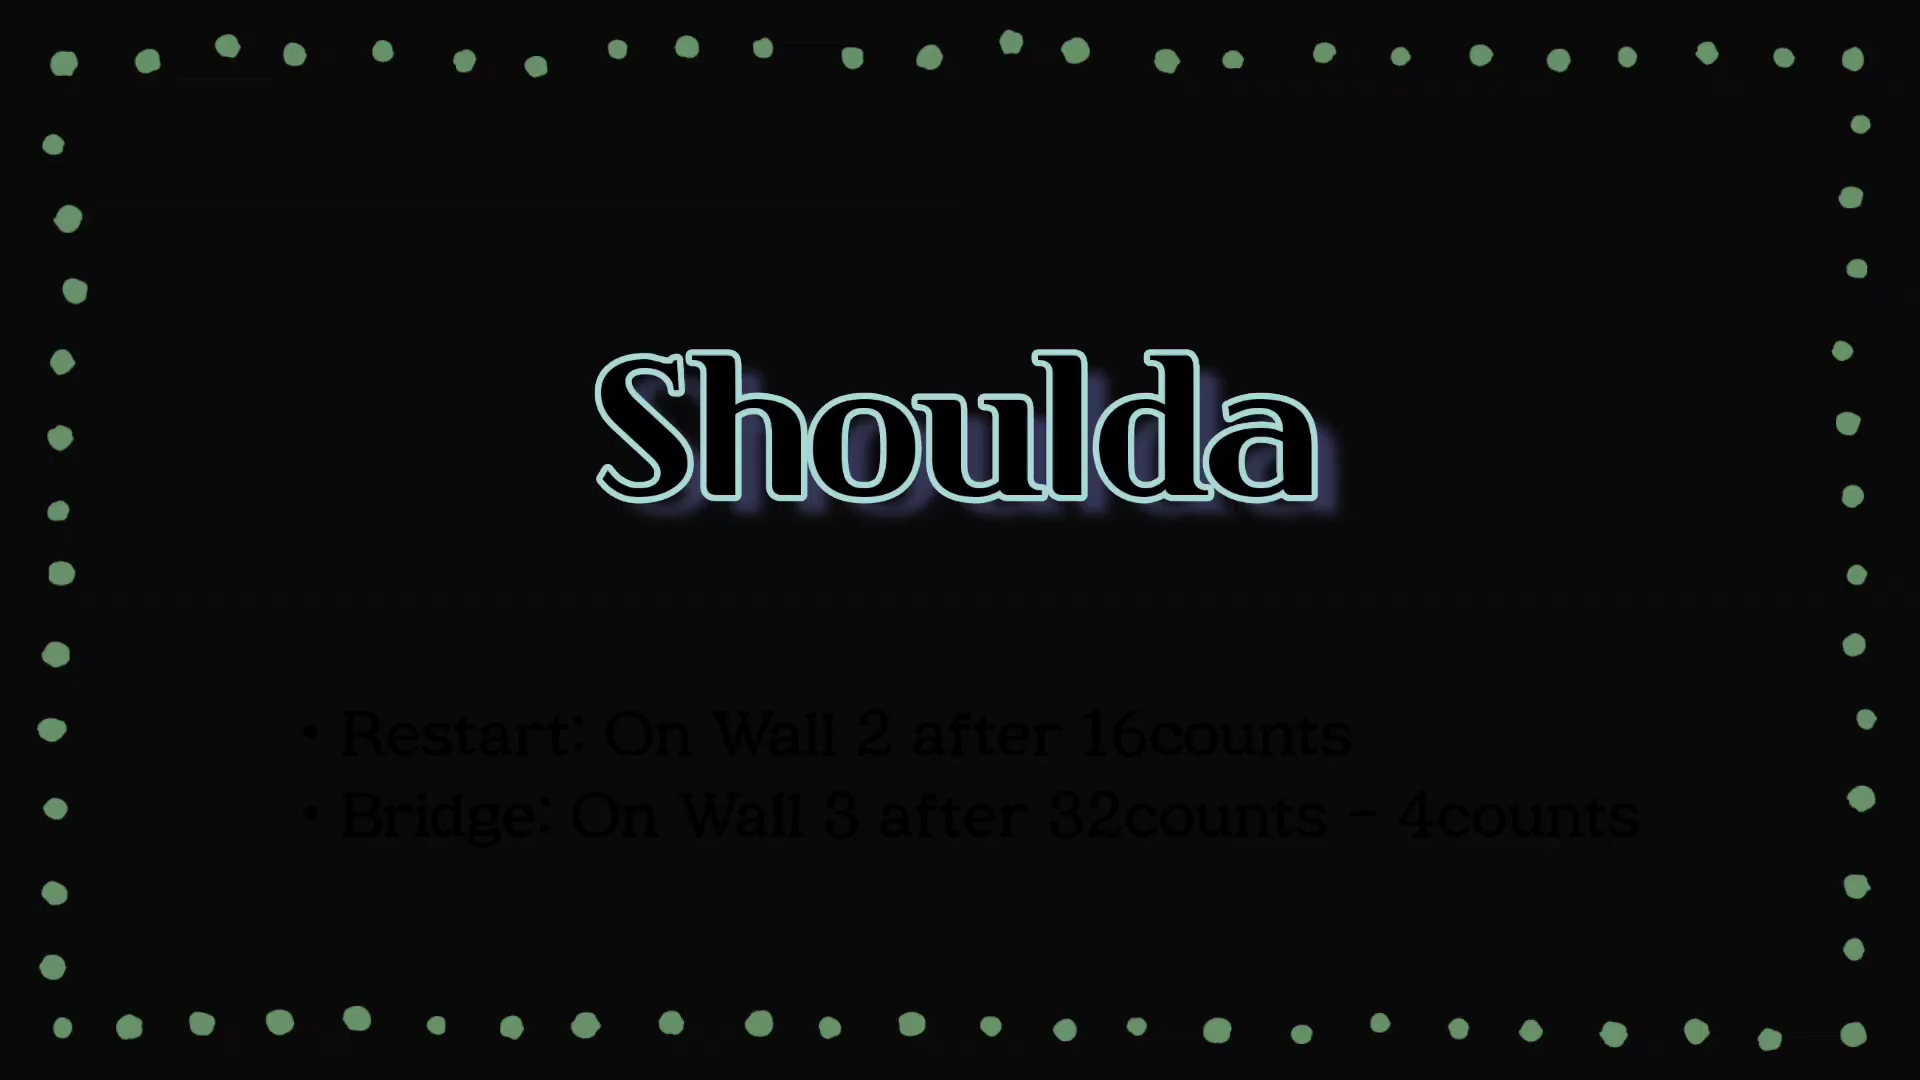 Shoulda
• Restart: On Wall 2 after 16counts
• Bridge: On Wall 3 after 32counts - 4counts